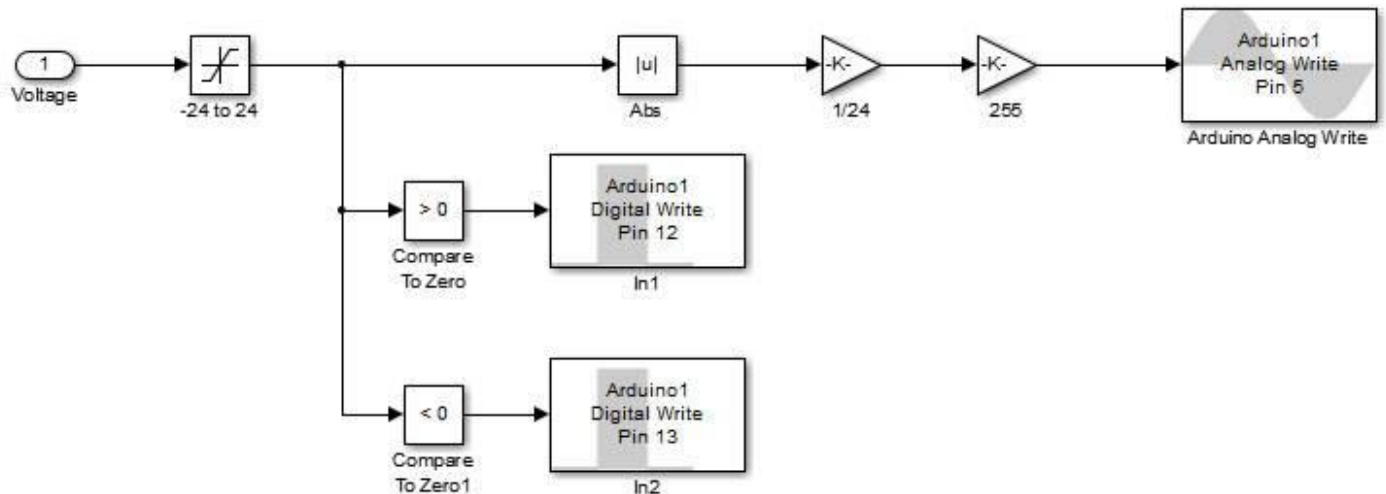 1
Voltage
-24 to 24
|u|
Abs
-K-
1/24
-K-
255
Arduino1
Analog Write
Pin 5
Arduino Analog Write
> 0
Compare
To Zero
Arduino1
Digital Write
Pin 12
In1
< 0
Compare
To Zero1
Arduino1
Digital Write
Pin 13
In2